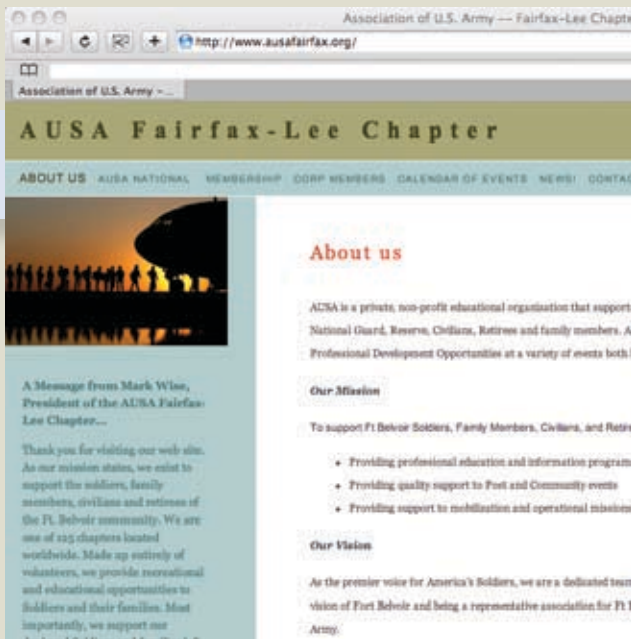 Association of U.S. Army — Fairfax-Lee Chapte
http://www.ausafairfax.org/
Association of U.S. Army –...
AUSA Fairfax-Lee Chapter
ABOUT US AUSA NATIONAL MEMBERSHIP CORP MEMBERS CALENDAR OF EVENTS NEWS! CONTAC
A Message from Mark Wise,
President of the AUSA Fairfax-
Lee Chapter...
Thank you for visiting our web site.
As our mission states, we exist to
support the soldiers, family
members, civilians and retirees of
the Ft. Belvoir community. We are
one of 125 chapters located
worldwide. Made up entirely of
volunteers, we provide recreational
and educational opportunities to
Soldiers and their families. Most
importantly, we support our
About us
AUSA is a private, non-profit educational organization that support
National Guard, Reserve, Civilians, Retirees and family members. A
Professional Development Opportunities at a variety of events both
Our Mission
To support Ft Belvoir Soldiers, Family Members, Civilians, and Retire
• Providing professional education and information program
• Providing quality support to Post and Community events
• Providing support to mobilization and operational missions
Our Vision
As the premier voice for America's Soldiers, we are a dedicated team
vision of Fort Belvoir and being a representative association for Ft
Army.